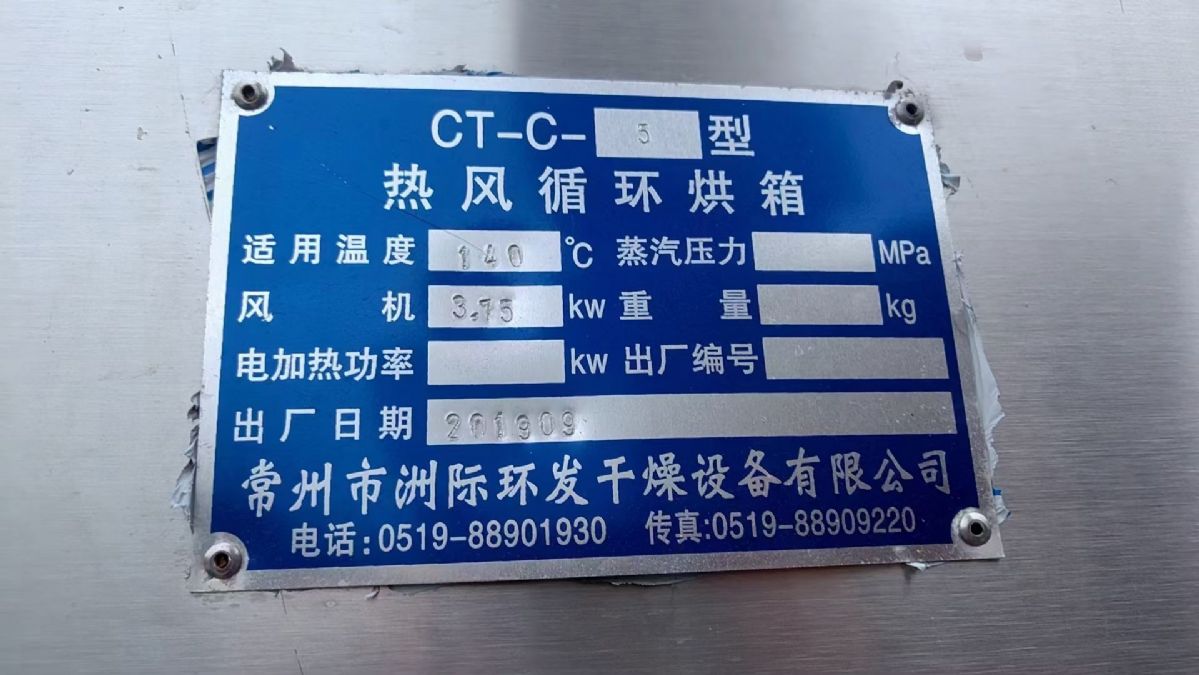 CT-C-5型
热风循环烘箱
适用温度 140 ℃ 蒸汽压力 MPa
风机 3.75 kw 重量 kg
电加热功率 kw 出厂编号
出厂日期 201909
常州市洲际环发干燥设备有限公司
电话:0519-88901930 传真:0519-88909220